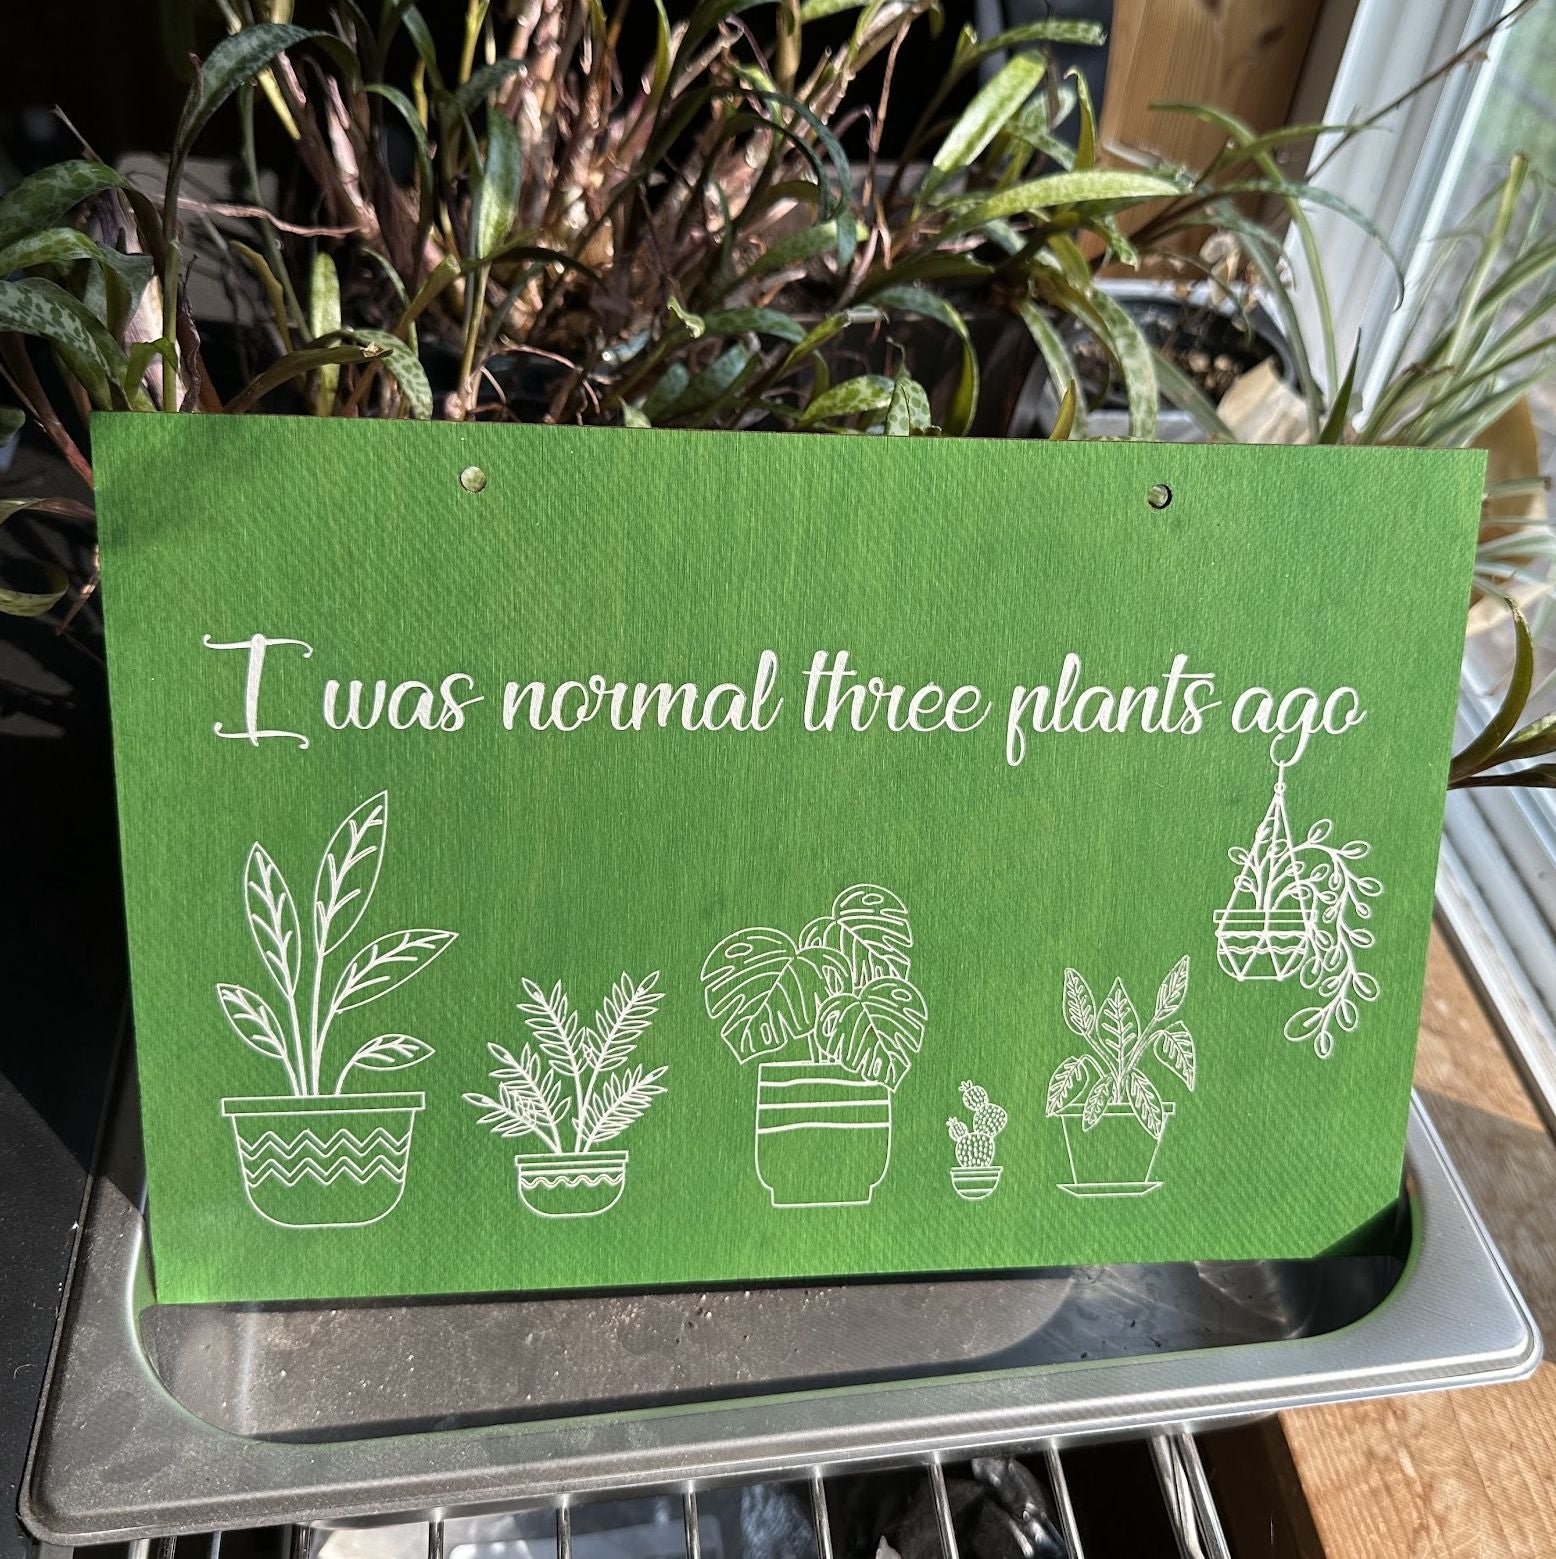 I was normal three plants ago